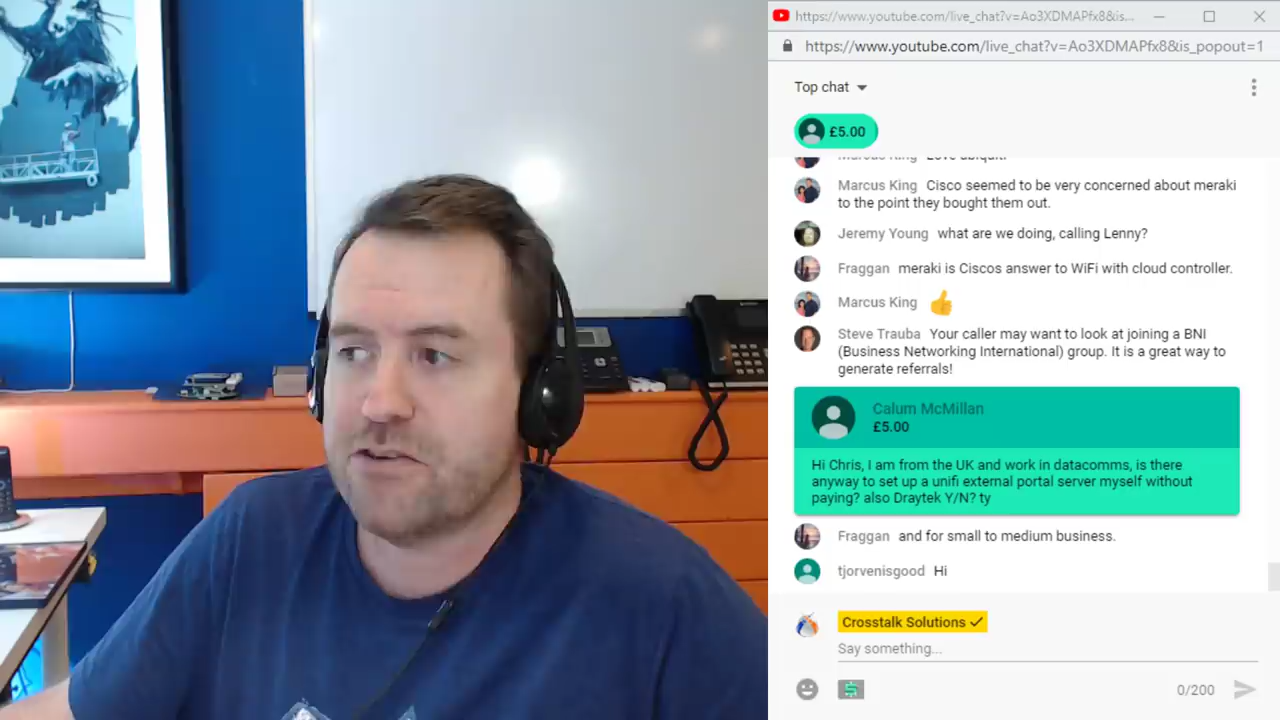 https://www.youtube.com/live_chat?v=Ao3XDMAPfx8&is...
https://www.youtube.com/live_chat?v=Ao3XDMAPfx8&is_popout=1
Top chat
£5.00
Marcus King Love ubiquiti
Marcus King Cisco seemed to be very concerned about meraki
to the point they bought them out.
Jeremy Young what are we doing, calling Lenny?
Fraggan meraki is Ciscos answer to WiFi with cloud controller.
Marcus King
Steve Trauba Your caller may want to look at joining a BNI
(Business Networking International) group. It is a great way to
generate referrals!
Calum McMillan
£5.00
Hi Chris, I am from the UK and work in datacomms, is there
anyway to set up a unifi external portal server myself without
paying? also Draytek Y/N? ty
Fraggan and for small to medium business.
tjorvenisgood Hi
Crosstalk Solutions
Say something...
0/200